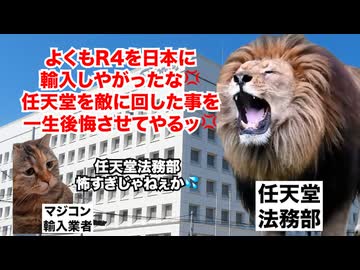 よくもR4を日本に
輸入しやがったな💢
任天堂を敵に回した事を
一生後悔させてやるッ💢
任天堂法務部
怖すぎじゃねぇか💦
マジコン
輸入業者
任天堂
法務部